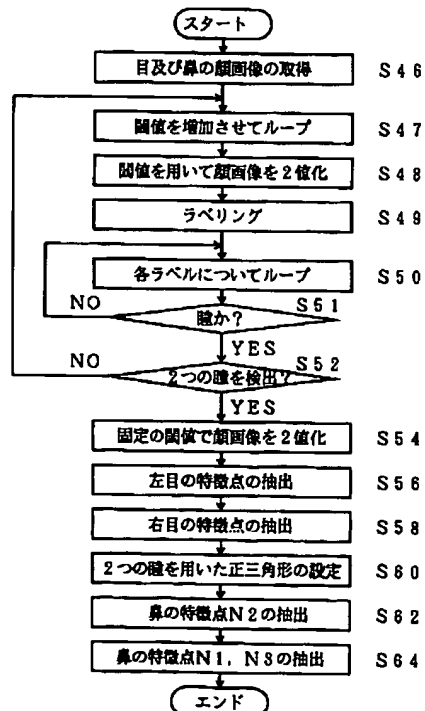 スタート
目及び鼻の顔画像の取得 S46
閾値を増加させてループ S47
閾値を用いて顔画像を2値化 S48
ラベリング S49
各ラベルについてループ S50
NO 瞳か? S51
YES
NO 2つの瞳を検出? S52
YES
固定の閾値で顔画像を2値化 S54
左目の特徴点の抽出 S56
右目の特徴点の抽出 S58
2つの瞳を用いた正三角形の設定 S60
鼻の特徴点N2の抽出 S62
鼻の特徴点N1,N3の抽出 S64
エンド